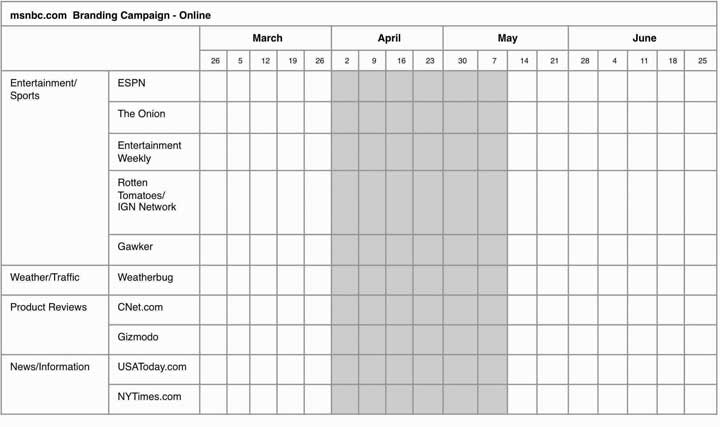 msnbc.com Branding Campaign - Online
March April May June
26 5 12 19 26 2 9 16 23 30 7 14 21 28 4 11 18 25
Entertainment/
Sports
ESPN
The Onion
Entertainment
Weekly
Rotten
Tomatoes/
IGN Network
Gawker
Weather/Traffic Weatherbug
Product Reviews CNet.com
Gizmodo
News/Information USAToday.com
NYTimes.com